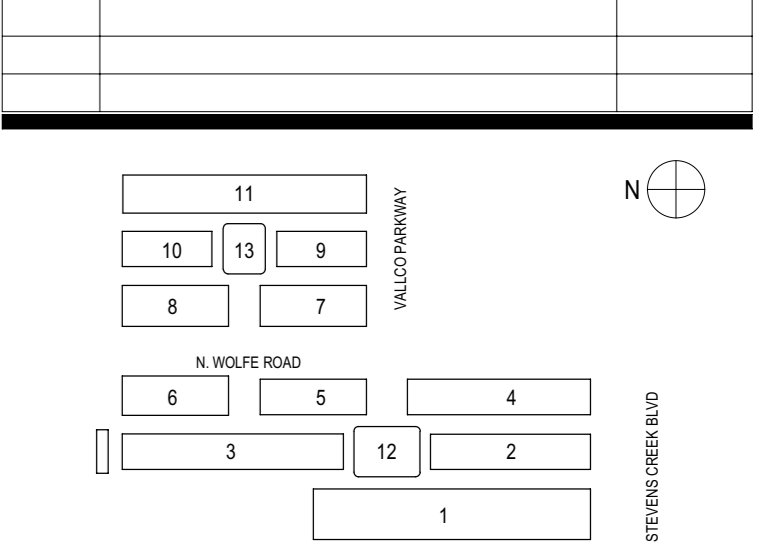 11
N
10 13 9
VALLCO PARKWAY
8 7
N. WOLFE ROAD
6 5 4
3 12 2
STEVENS CREEK BLVD
1